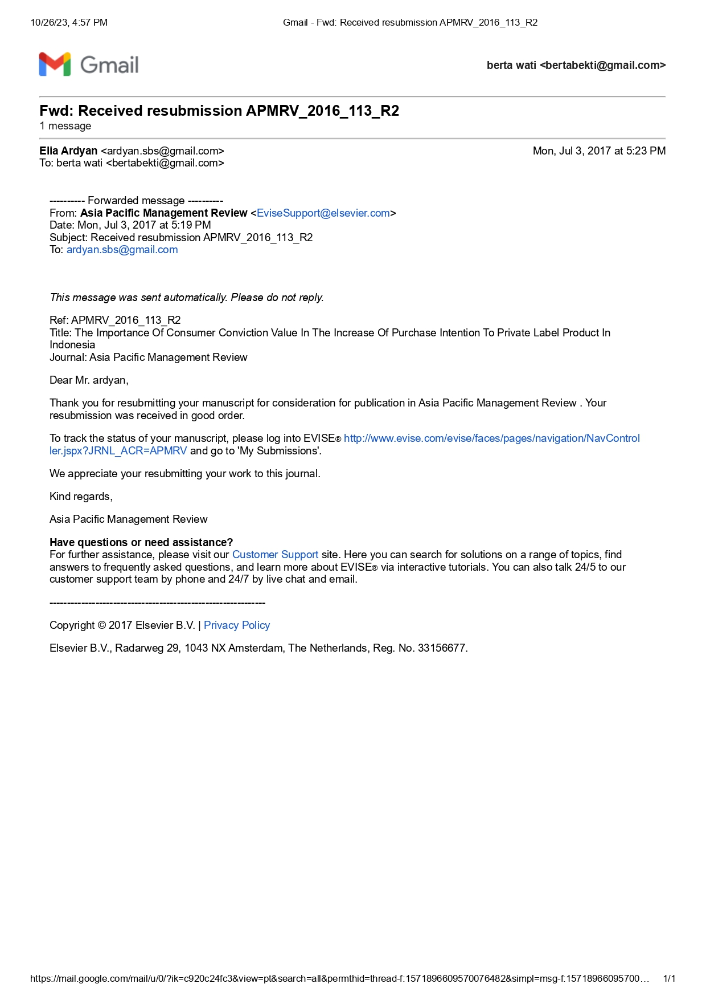 10/26/23, 4:57 PM
Gmail - Fwd: Received resubmission APMRV_2016_113_R2
Gmail
berta wati <bertabekti@gmail.com>
Fwd: Received resubmission APMRV_2016_113_R2
1 message
Elia Ardyan <ardyan.sbs@gmail.com>
Mon, Jul 3, 2017 at 5:23 PM
To: berta wati <bertabekti@gmail.com>
---------- Forwarded message ----------
From: Asia Pacific Management Review <EviseSupport@elsevier.com>
Date: Mon, Jul 3, 2017 at 5:19 PM
Subject: Received resubmission APMRV_2016_113_R2
To: ardyan.sbs@gmail.com
This message was sent automatically. Please do not reply.
Ref: APMRV_2016_113_R2
Title: The Importance Of Consumer Conviction Value In The Increase Of Purchase Intention To Private Label Product In
Indonesia
Journal: Asia Pacific Management Review
Dear Mr. ardyan,
Thank you for resubmitting your manuscript for consideration for publication in Asia Pacific Management Review . Your
resubmission was received in good order.
To track the status of your manuscript, please log into EVISE® http://www.evise.com/evise/faces/pages/navigation/NavControl
ler.jspx?JRNL_ACR=APMRV and go to 'My Submissions'.
We appreciate your resubmitting your work to this journal.
Kind regards,
Asia Pacific Management Review
Have questions or need assistance?
For further assistance, please visit our Customer Support site. Here you can search for solutions on a range of topics, find
answers to frequently asked questions, and learn more about EVISE® via interactive tutorials. You can also talk 24/5 to our
customer support team by phone and 24/7 by live chat and email.
-------------------------------------------------------------
Copyright © 2017 Elsevier B.V. | Privacy Policy
Elsevier B.V., Radarweg 29, 1043 NX Amsterdam, The Netherlands, Reg. No. 33156677.
https://mail.google.com/mail/u/0/?ik=c920c24fc3&view=pt&search=all&permthid=thread-f:1571896609570076482&simpl=msg-f:15718966095700…
1/1